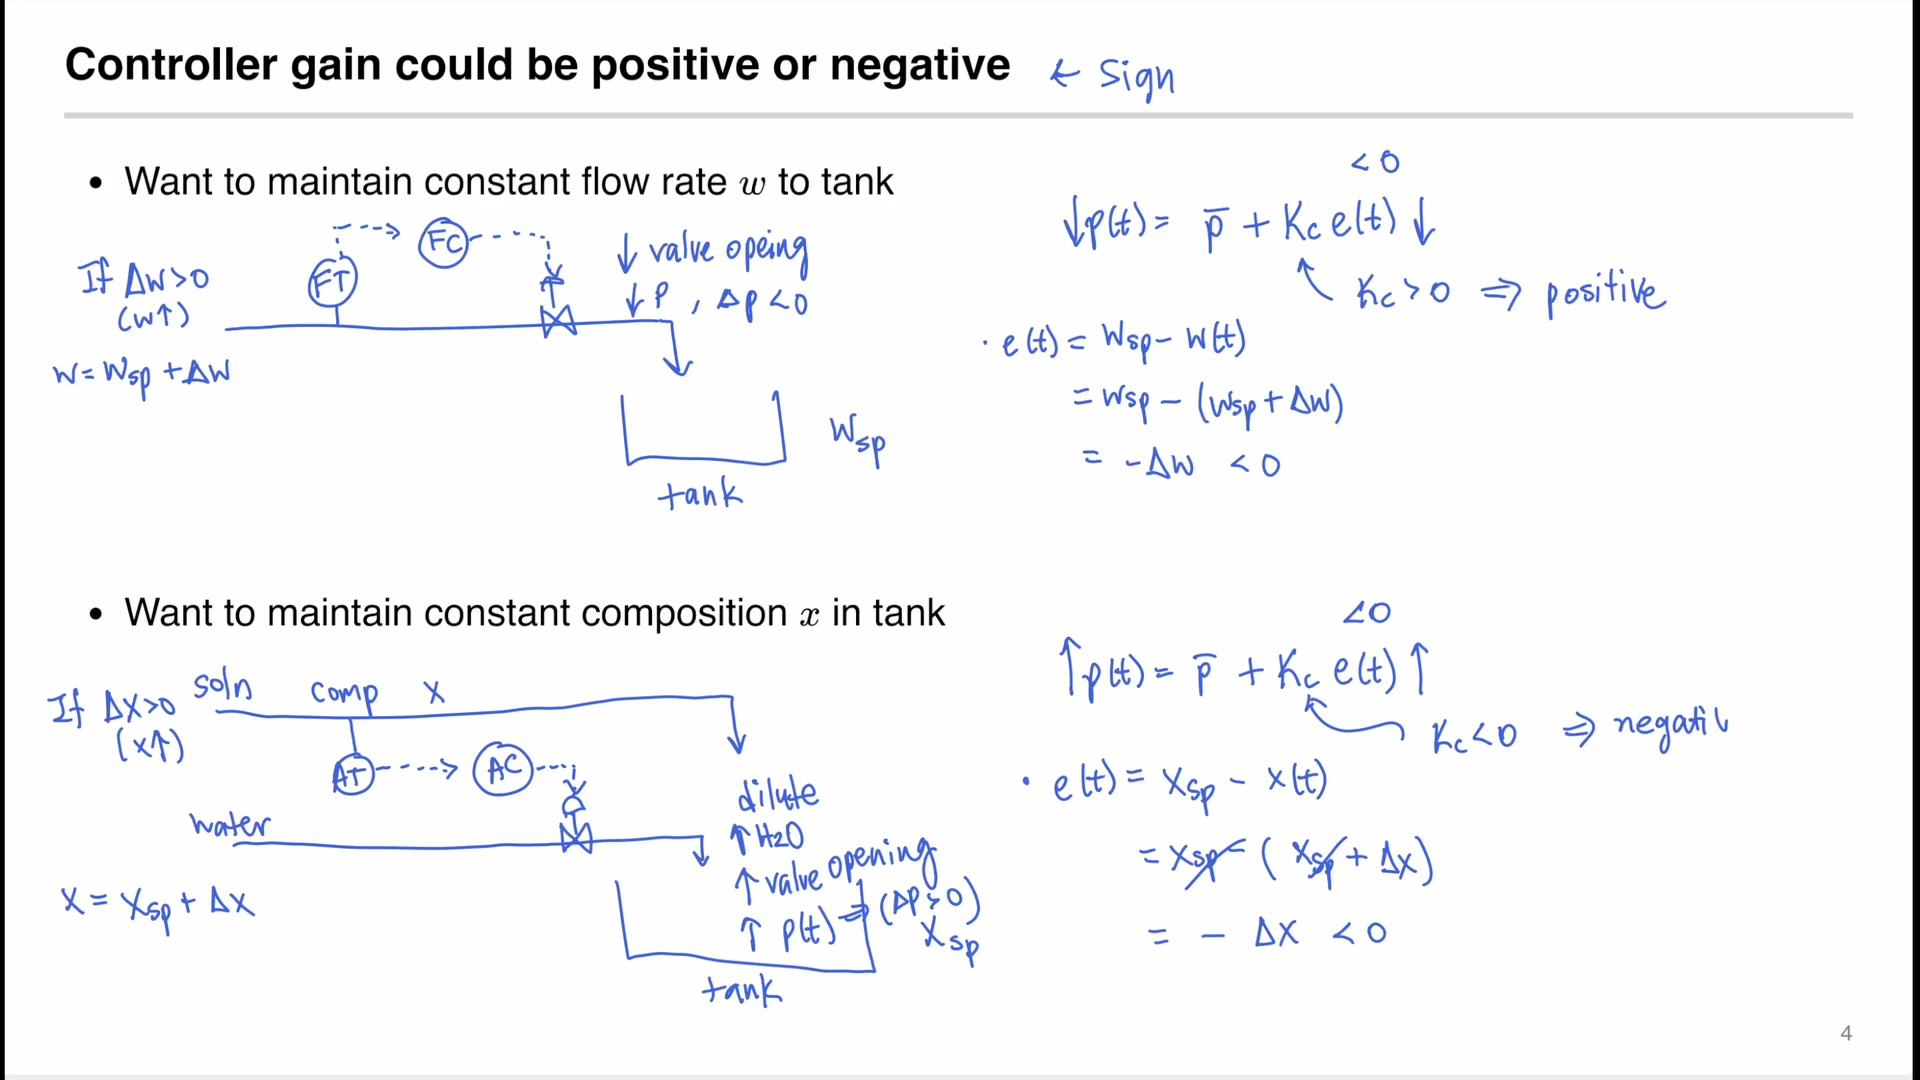 Controller gain could be positive or negative ← Sign
• Want to maintain constant flow rate w to tank
If Δw>0
(w↑)
w = wsp + Δw
FT
FC
↓ valve opeing
↓ p , Δp <0
wsp
tank
<0
↓p(t) = p̅ + Kc e(t) ↓
Kc>0 ⇒ positive
· e(t) = wsp - w(t)
= wsp - (wsp + Δw)
= -Δw <0
• Want to maintain constant composition x in tank
If Δx>0
(x↑)
soln comp x
AT
AC
water
x = xsp + Δx
dilute
↑ H2O
↑ valve opening
↑ p(t) ⇒ (Δp>0)
xsp
tank
<0
↑p(t) = p̅ + Kc e(t) ↑
Kc<0 ⇒ negativ
· e(t) = xsp - x(t)
= xsp - (xsp + Δx)
= - Δx <0
4